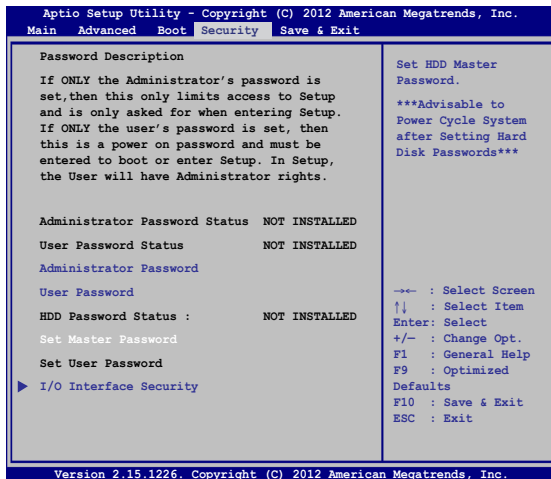 Aptio Setup Utility - Copyright (C) 2012 American Megatrends, Inc.
Main Advanced Boot Security Save & Exit
Password Description
If ONLY the Administrator's password is
set,then this only limits access to Setup
and is only asked for when entering Setup.
If ONLY the user's password is set, then
this is a power on password and must be
entered to boot or enter Setup. In Setup,
the User will have Administrator rights.
Administrator Password Status NOT INSTALLED
User Password Status NOT INSTALLED
Administrator Password
User Password
HDD Password Status : NOT INSTALLED
Set Master Password
Set User Password
I/O Interface Security
Set HDD Master
Password.
***Advisable to
Power Cycle System
after Setting Hard
Disk Passwords***
→← : Select Screen
↑↓ : Select Item
Enter: Select
+/— : Change Opt.
F1 : General Help
F9 : Optimized
Defaults
F10 : Save & Exit
ESC : Exit
Version 2.15.1226. Copyright (C) 2012 American Megatrends, Inc.